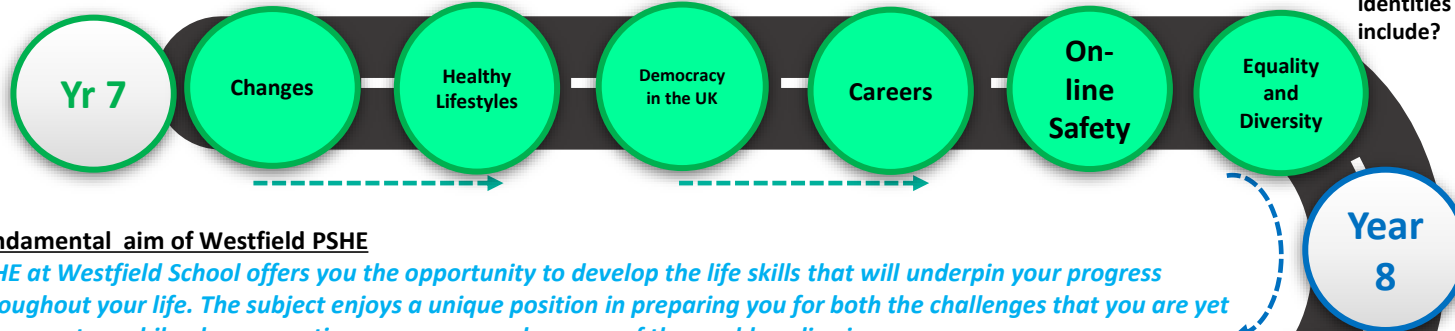 identities
include?
Yr 7
Changes
Healthy
Lifestyles
Democracy
in the UK
Careers
On-
line
Safety
Equality
and
Diversity
Year
8
ndamental aim of Westfield PSHE
HE at Westfield School offers you the opportunity to develop the life skills that will underpin your progress
oughout your life. The subject enjoys a unique position in preparing you for both the challenges that you are yet